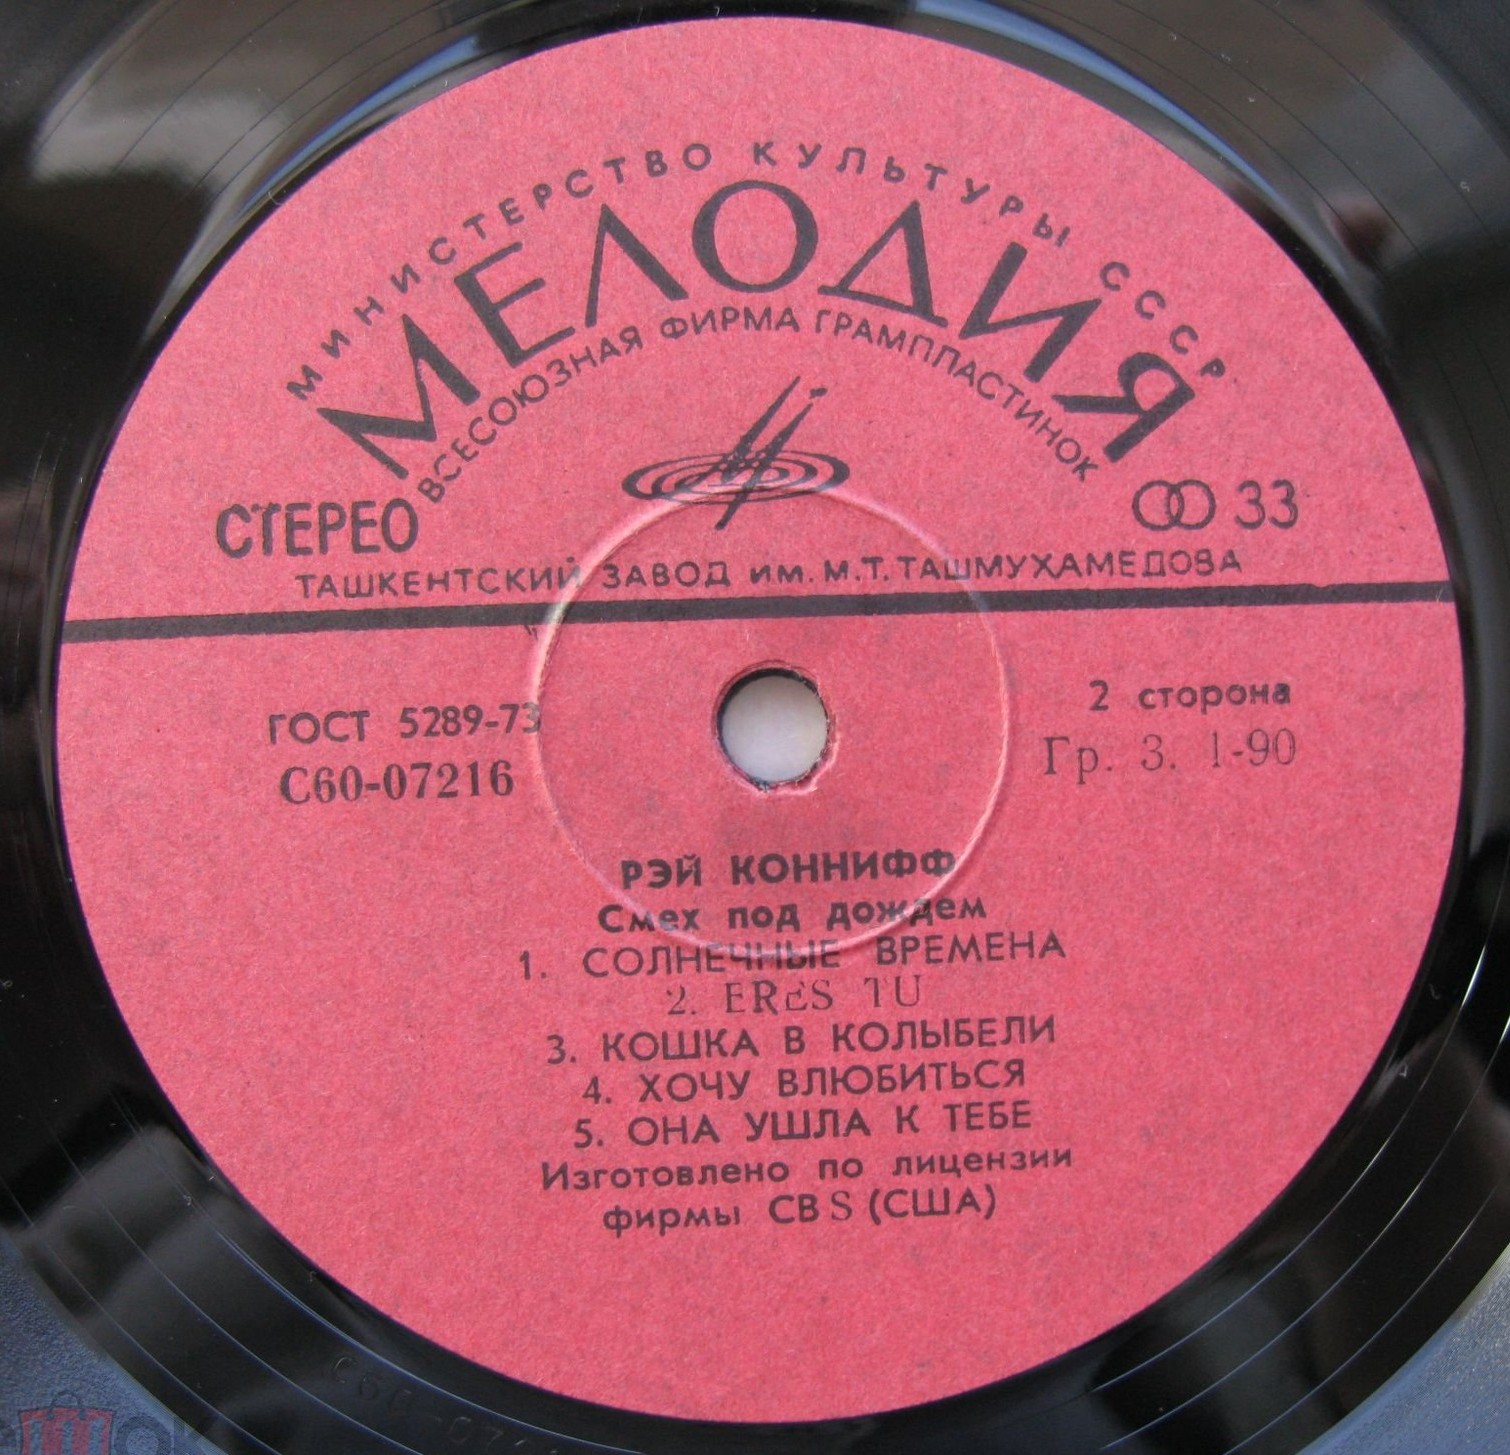 МИНИСТЕРСТВО КУЛЬТУРЫ СССР
МЕЛОДИЯ
ВСЕСОЮЗНАЯ ФИРМА ГРАМПЛАСТИНОК
СТЕРЕО
33
ТАШКЕНТСКИЙ ЗАВОД ИМ. М.Т. ТАШМУХАМЕДОВА
ГОСТ 5289-73
С60-07216
2 сторона
Гр. 3. 1-90
РЭЙ КОННИФФ
Смех под дождем
1. СОЛНЕЧНЫЕ ВРЕМЕНА
2. ERES TU
3. КОШКА В КОЛЫБЕЛИ
4. ХОЧУ ВЛЮБИТЬСЯ
5. ОНА УШЛА К ТЕБЕ
Изготовлено по лицензии
фирмы CBS (США)